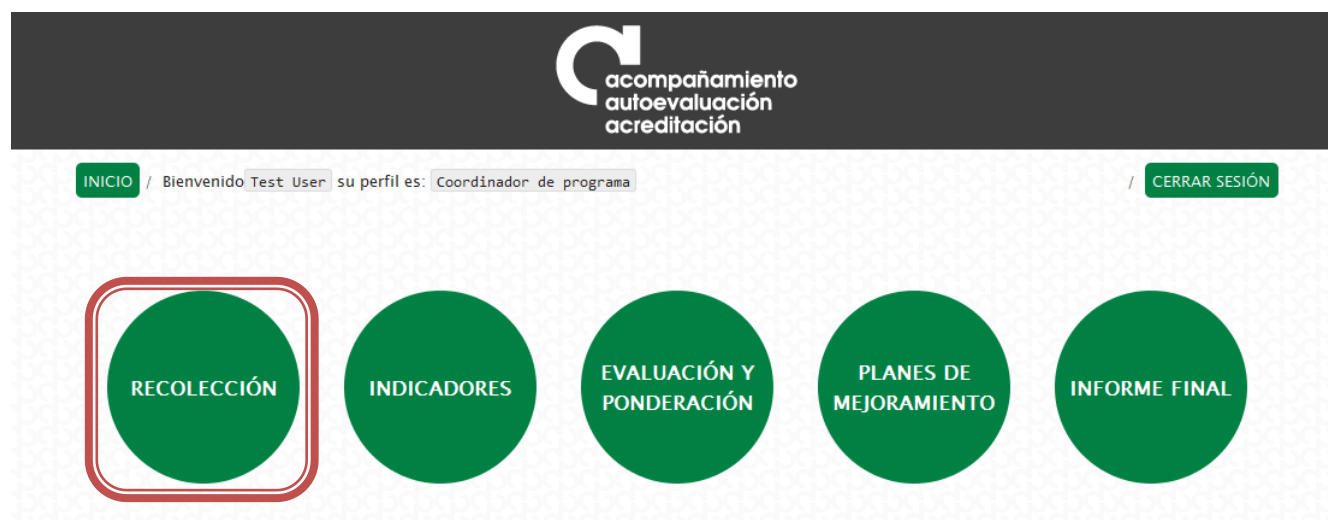 acompañamiento
autoevaluación
acreditación
INICIO / Bienvenido Test User su perfil es: Coordinador de programa / CERRAR SESIÓN
RECOLECCIÓN
INDICADORES
EVALUACIÓN Y
PONDERACIÓN
PLANES DE
MEJORAMIENTO
INFORME FINAL